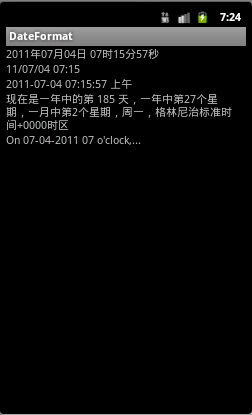 7:24
DateFormat
2011年07月04日 07时15分57秒
11/07/04 07:15
2011-07-04 07:15:57 上午
现在是一年中的第 185 天，一年中第27个星
期，一月中第2个星期，周一，格林尼治标准时
间+0000时区
On 07-04-2011 07 o'clock,...